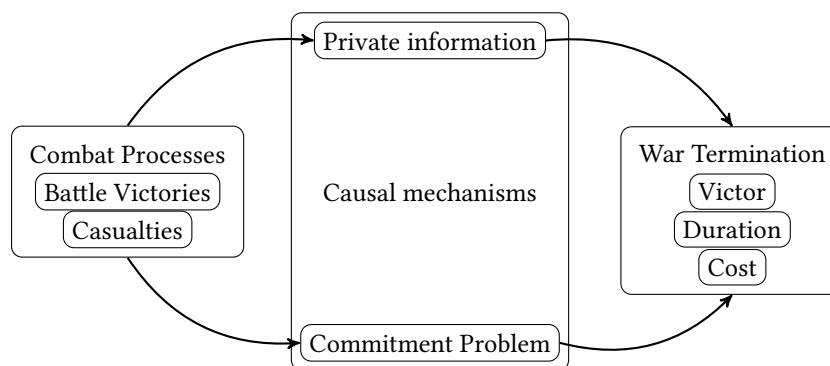 Private information
Combat Processes
Battle Victories
Casualties
Causal mechanisms
War Termination
Victor
Duration
Cost
Commitment Problem